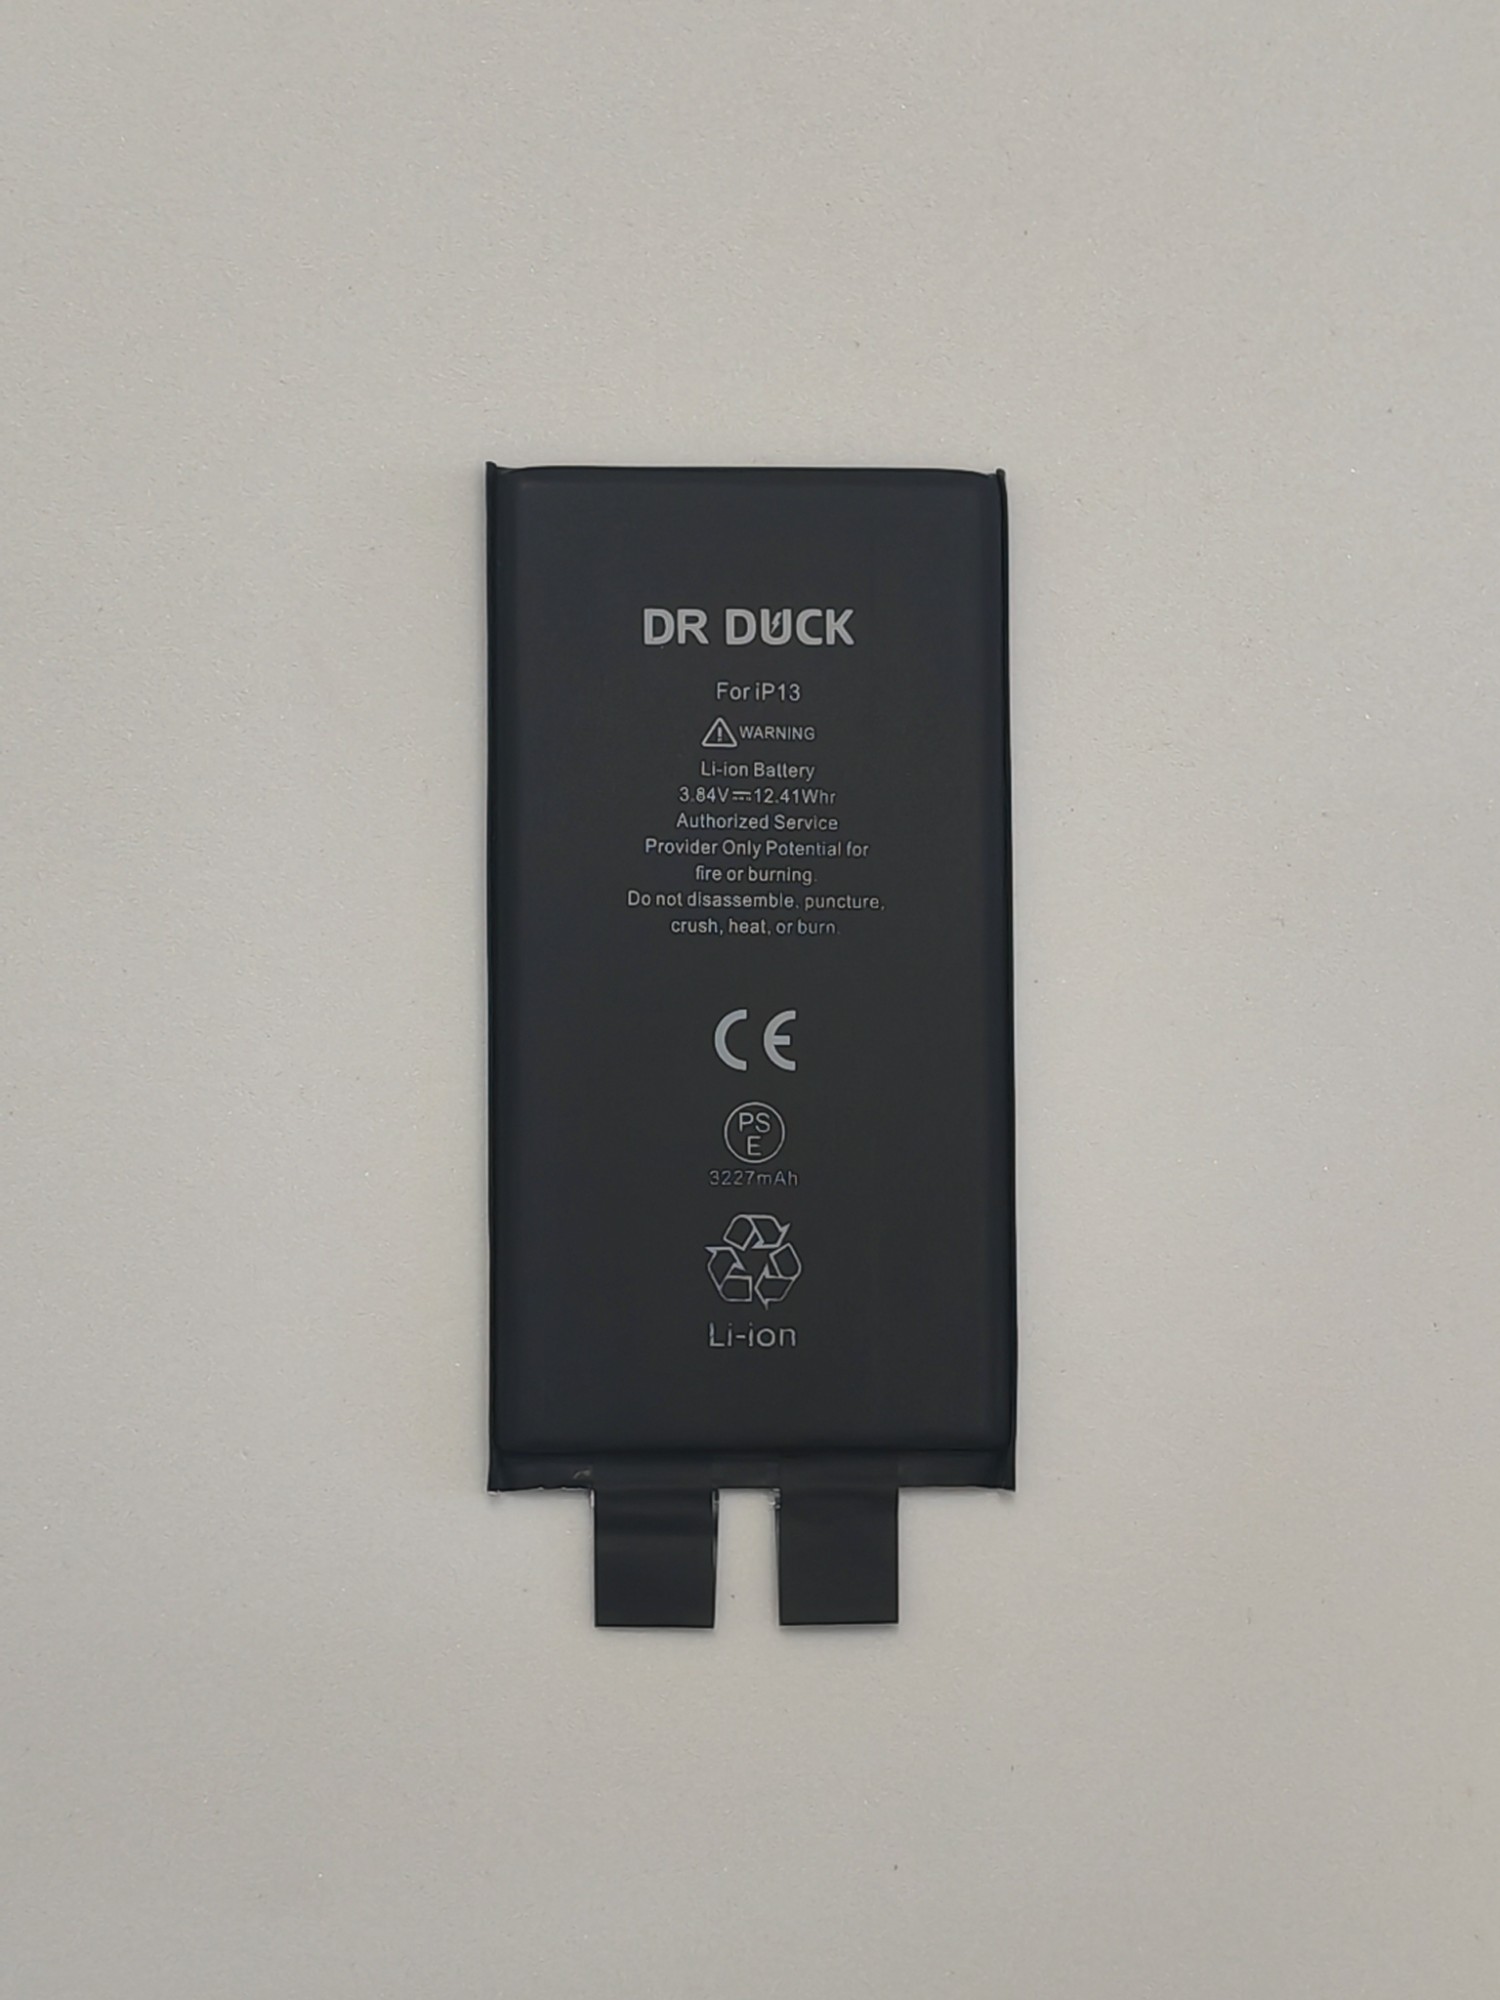 DR DUCK
For iP13
WARNING
Li-ion Battery
3.84V⎓12.41Whr
Authorized Service
Provider Only Potential for
fire or burning.
Do not disassemble, puncture,
crush, heat, or burn.
CE
PS
E
3227mAh
Li-ion